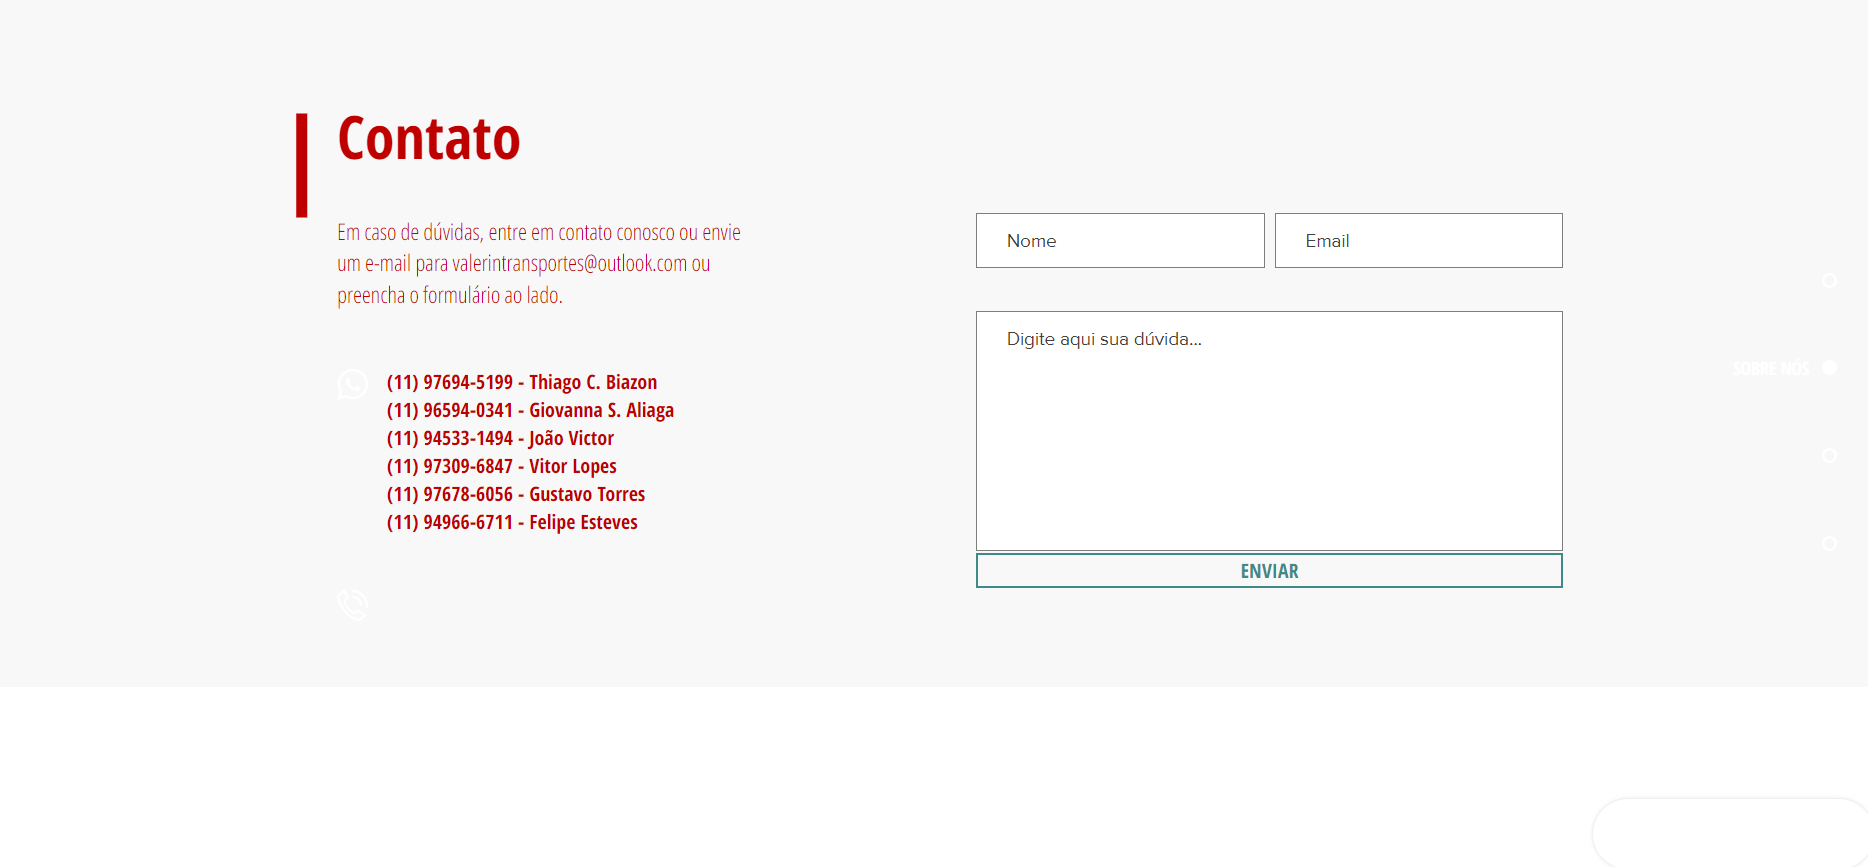 Contato
Em caso de dúvidas, entre em contato conosco ou envie
um e-mail para valerintransportes@outlook.com ou
preencha o formulário ao lado.
(11) 97694-5199 - Thiago C. Biazon
(11) 96594-0341 - Giovanna S. Aliaga
(11) 94533-1494 - João Victor
(11) 97309-6847 - Vitor Lopes
(11) 97678-6056 - Gustavo Torres
(11) 94966-6711 - Felipe Esteves
Nome
Email
Digite aqui sua dúvida...
ENVIAR
SOBRE NÓS